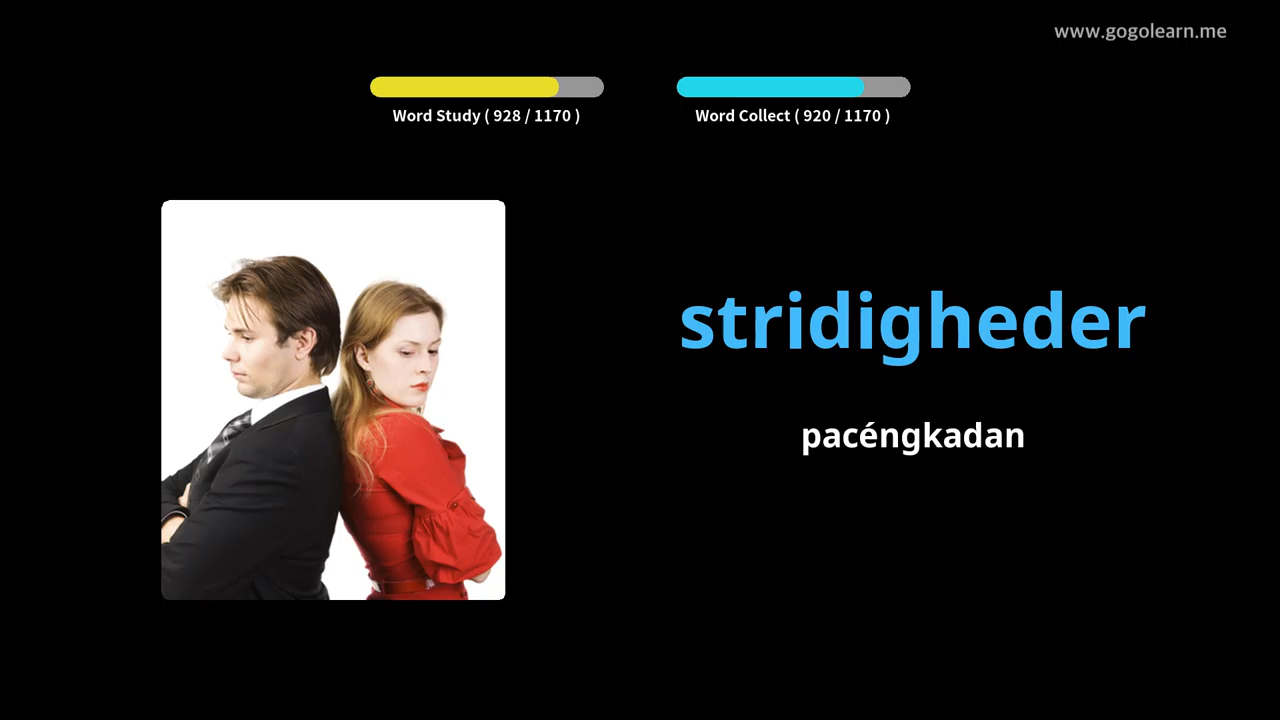 www.gogolearn.me
Word Study ( 928 / 1170 )
Word Collect ( 920 / 1170 )
stridigheder
pacéngkadan